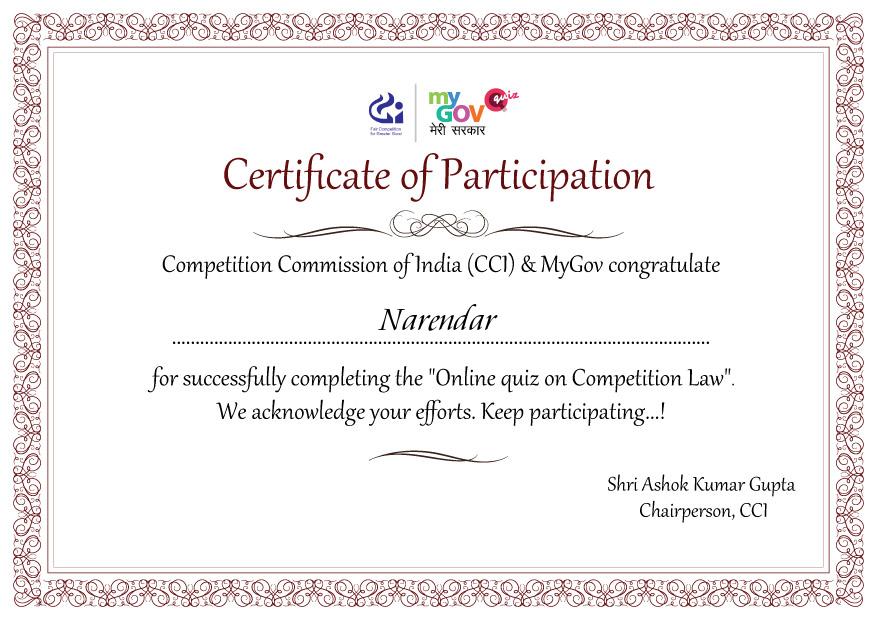 Fair Competition
for Greater Good
my
GOV
quiz
मेरी सरकार
Certificate of Participation
Competition Commission of India (CCI) & MyGov congratulate
Narendar
for successfully completing the "Online quiz on Competition Law".
We acknowledge your efforts. Keep participating...!
Shri Ashok Kumar Gupta
Chairperson, CCI